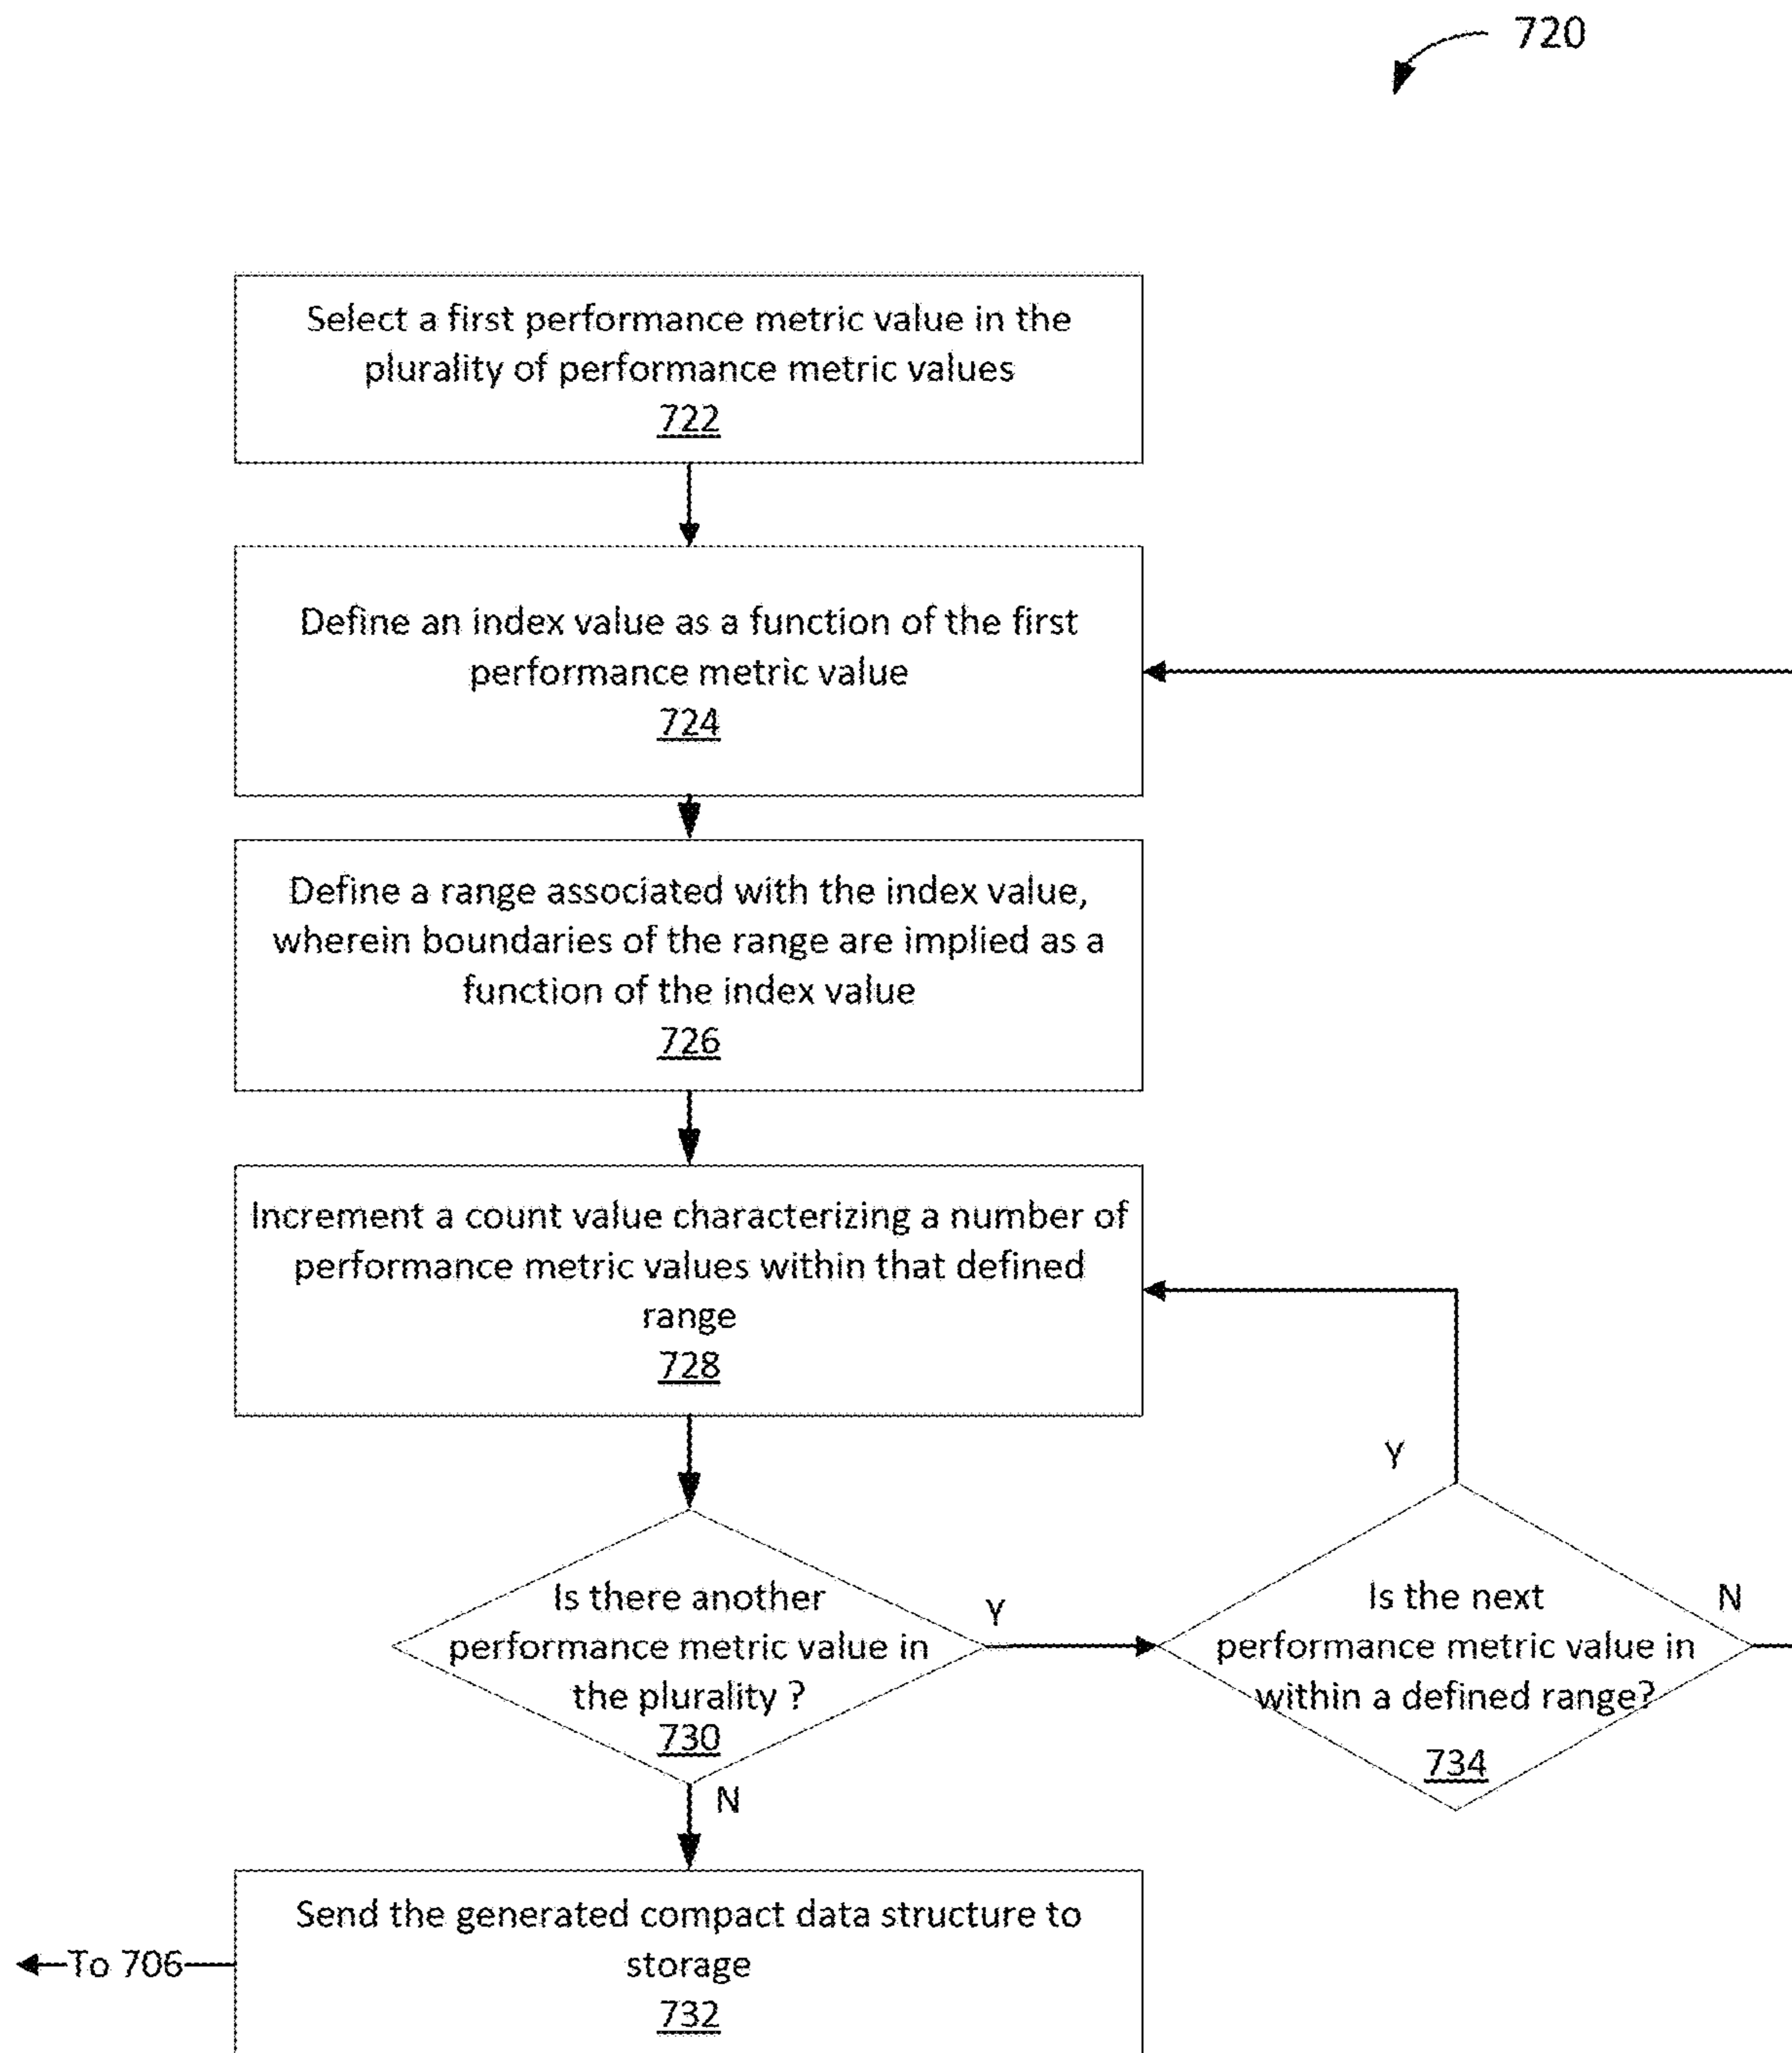 720
Select a first performance metric value in the
plurality of performance metric values
722
Define an index value as a function of the first
performance metric value
724
Define a range associated with the index value,
wherein boundaries of the range are implied as a
function of the index value
726
Increment a count value characterizing a number of
performance metric values within that defined
range
728
Y
Is there another
performance metric value in
the plurality ?
730
Y
N
Is the next
performance metric value in
within a defined range?
734
N
Send the generated compact data structure to
storage
732
To 706